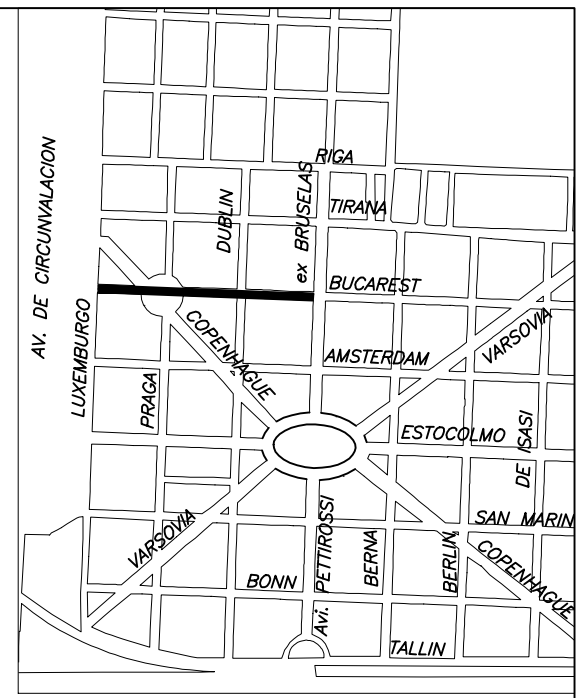 AV. DE CIRCUNVALACION
RIGA
DUBLIN
ex BRUSELAS
TIRANA
BUCAREST
LUXEMBURGO
COPENHAGUE
AMSTERDAM
VARSOVIA
PRAGA
ESTOCOLMO
DE ISASI
VARSOVIA
SAN MARIN
Avi. PETTIROSSI
BERNA
BERLIN
COPENHAGUE
BONN
TALLIN